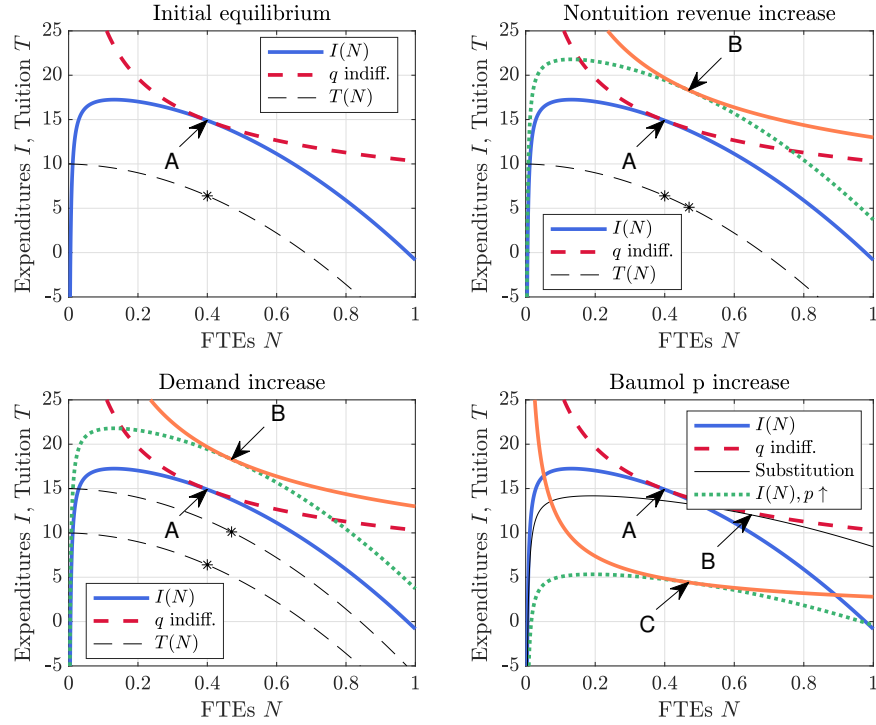 Initial equilibrium
Expenditures I, Tuition T
25
20
15
10
5
0
-5
I(N)
q indiff.
T(N)
A
0 0.2 0.4 0.6 0.8 1
FTEs N
Nontuition revenue increase
Expenditures I, Tuition T
25
20
15
10
5
0
-5
B
A
I(N)
q indiff.
T(N)
0 0.2 0.4 0.6 0.8 1
FTEs N
Demand increase
Expenditures I, Tuition T
25
20
15
10
5
0
-5
B
A
I(N)
q indiff.
T(N)
0 0.2 0.4 0.6 0.8 1
FTEs N
Baumol p increase
Expenditures I, Tuition T
25
20
15
10
5
0
-5
I(N)
q indiff.
Substitution
I(N), p ↑
A
B
C
0 0.2 0.4 0.6 0.8 1
FTEs N